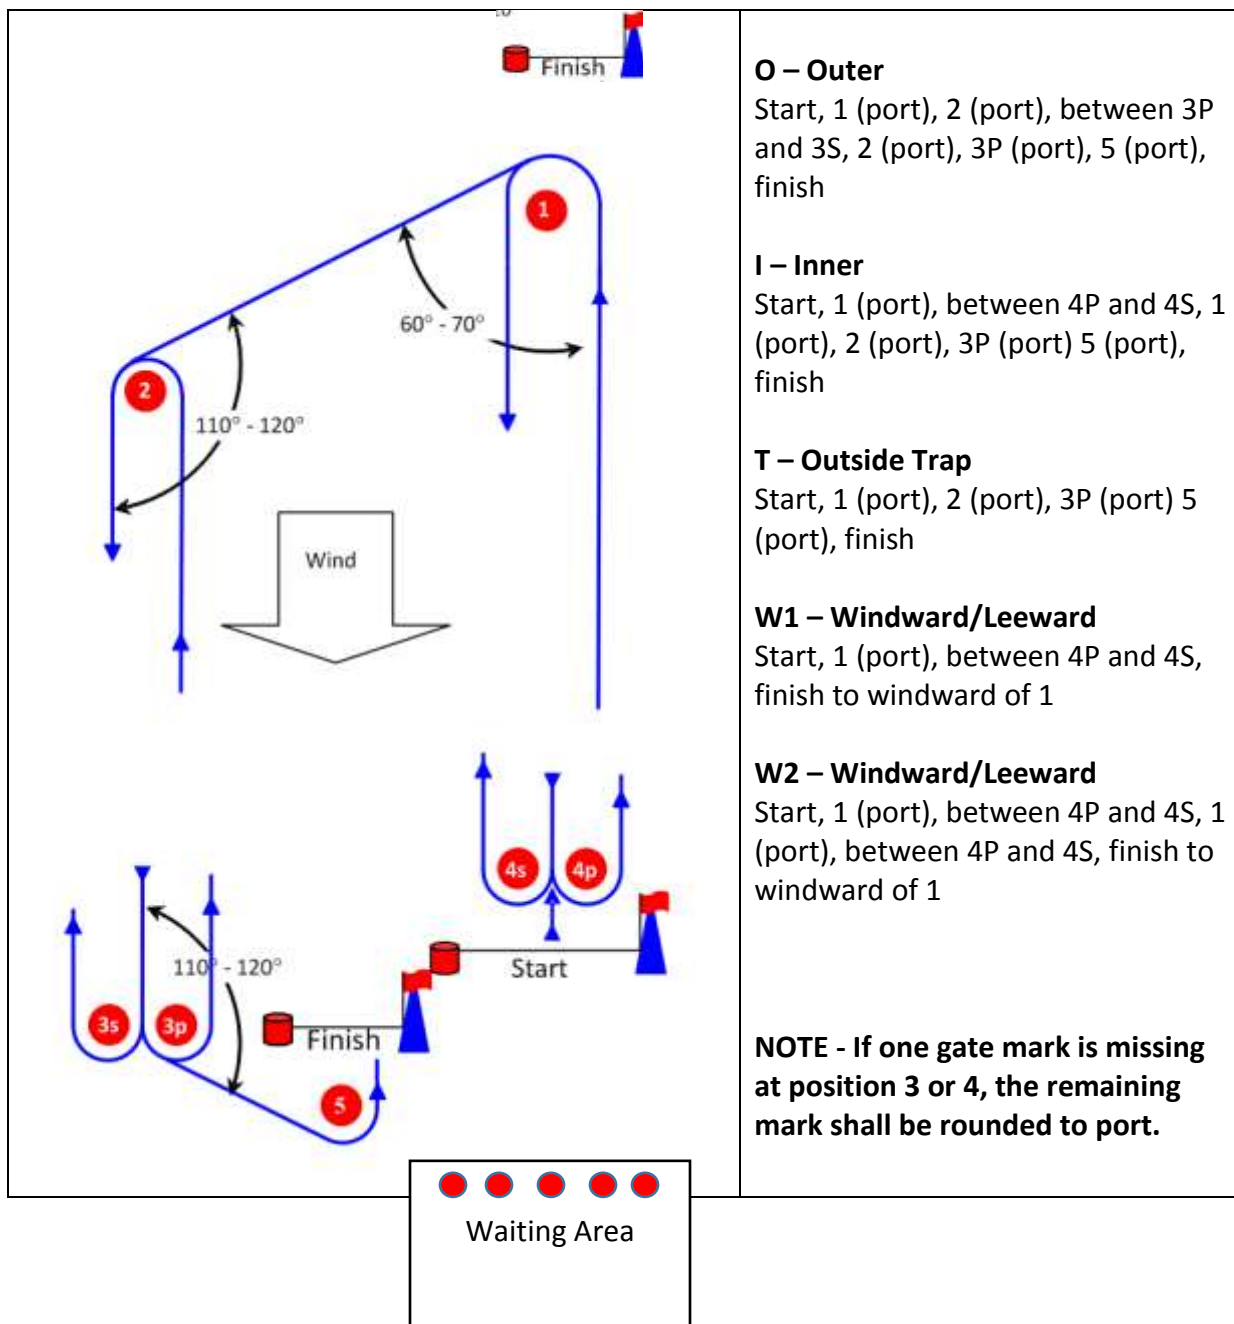 Finish
1
60° - 70°
2
110° - 120°
Wind
4s
4p
Start
110° - 120°
3s
3p
Finish
5
Waiting Area
O – Outer
Start, 1 (port), 2 (port), between 3P
and 3S, 2 (port), 3P (port), 5 (port),
finish
I – Inner
Start, 1 (port), between 4P and 4S, 1
(port), 2 (port), 3P (port) 5 (port),
finish
T – Outside Trap
Start, 1 (port), 2 (port), 3P (port) 5
(port), finish
W1 – Windward/Leeward
Start, 1 (port), between 4P and 4S,
finish to windward of 1
W2 – Windward/Leeward
Start, 1 (port), between 4P and 4S, 1
(port), between 4P and 4S, finish to
windward of 1
NOTE - If one gate mark is missing
at position 3 or 4, the remaining
mark shall be rounded to port.